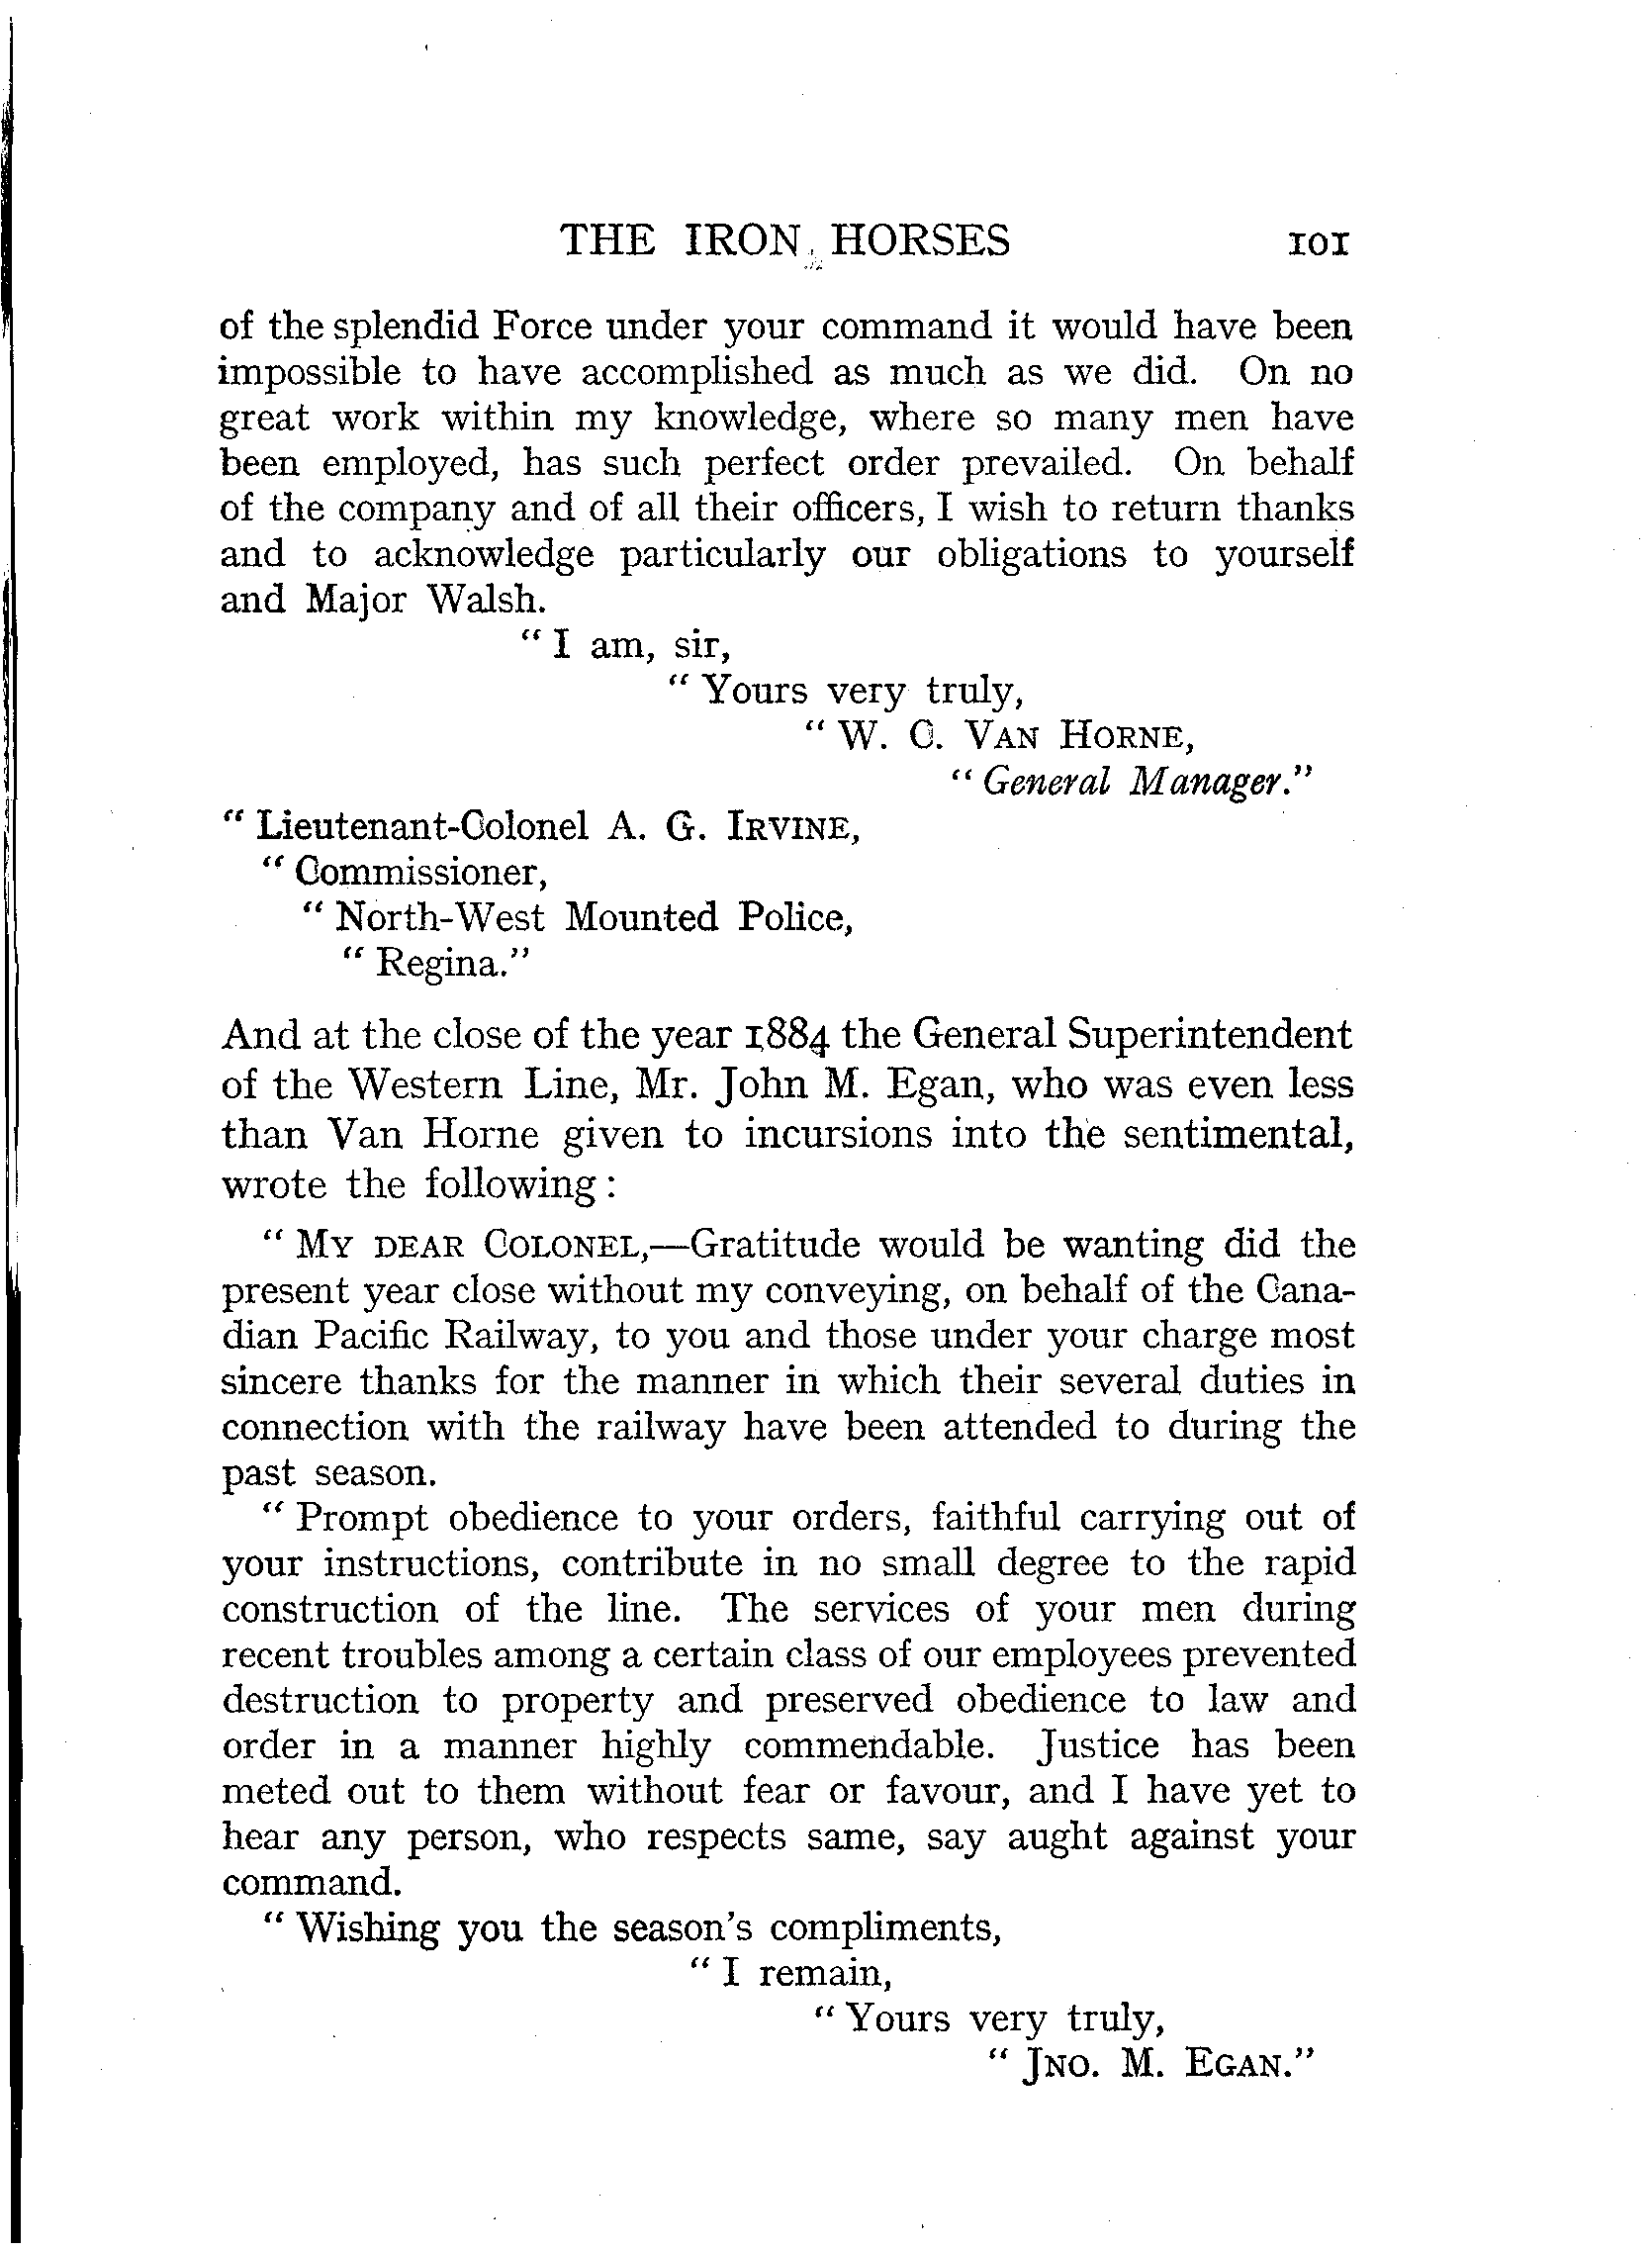 THE IRON HORSES 101
of the splendid Force under your command it would have been
impossible to have accomplished as much as we did. On no
great work within my knowledge, where so many men have
been employed, has such perfect order prevailed. On behalf
of the company and of all their officers, I wish to return thanks
and to acknowledge particularly our obligations to yourself
and Major Walsh.
“ I am, sir,
“ Yours very truly,
“ W. C. VAN HORNE,
“ General Manager.”
“ Lieutenant-Colonel A. G. IRVINE,
“ Commissioner,
“ North-West Mounted Police,
“ Regina.”
And at the close of the year 1884 the General Superintendent
of the Western Line, Mr. John M. Egan, who was even less
than Van Horne given to incursions into the sentimental,
wrote the following :
“ MY DEAR COLONEL,—Gratitude would be wanting did the
present year close without my conveying, on behalf of the Cana-
dian Pacific Railway, to you and those under your charge most
sincere thanks for the manner in which their several duties in
connection with the railway have been attended to during the
past season.
“ Prompt obedience to your orders, faithful carrying out of
your instructions, contribute in no small degree to the rapid
construction of the line. The services of your men during
recent troubles among a certain class of our employees prevented
destruction to property and preserved obedience to law and
order in a manner highly commendable. Justice has been
meted out to them without fear or favour, and I have yet to
hear any person, who respects same, say aught against your
command.
“ Wishing you the season’s compliments,
“ I remain,
“ Yours very truly,
“ JNO. M. EGAN.”